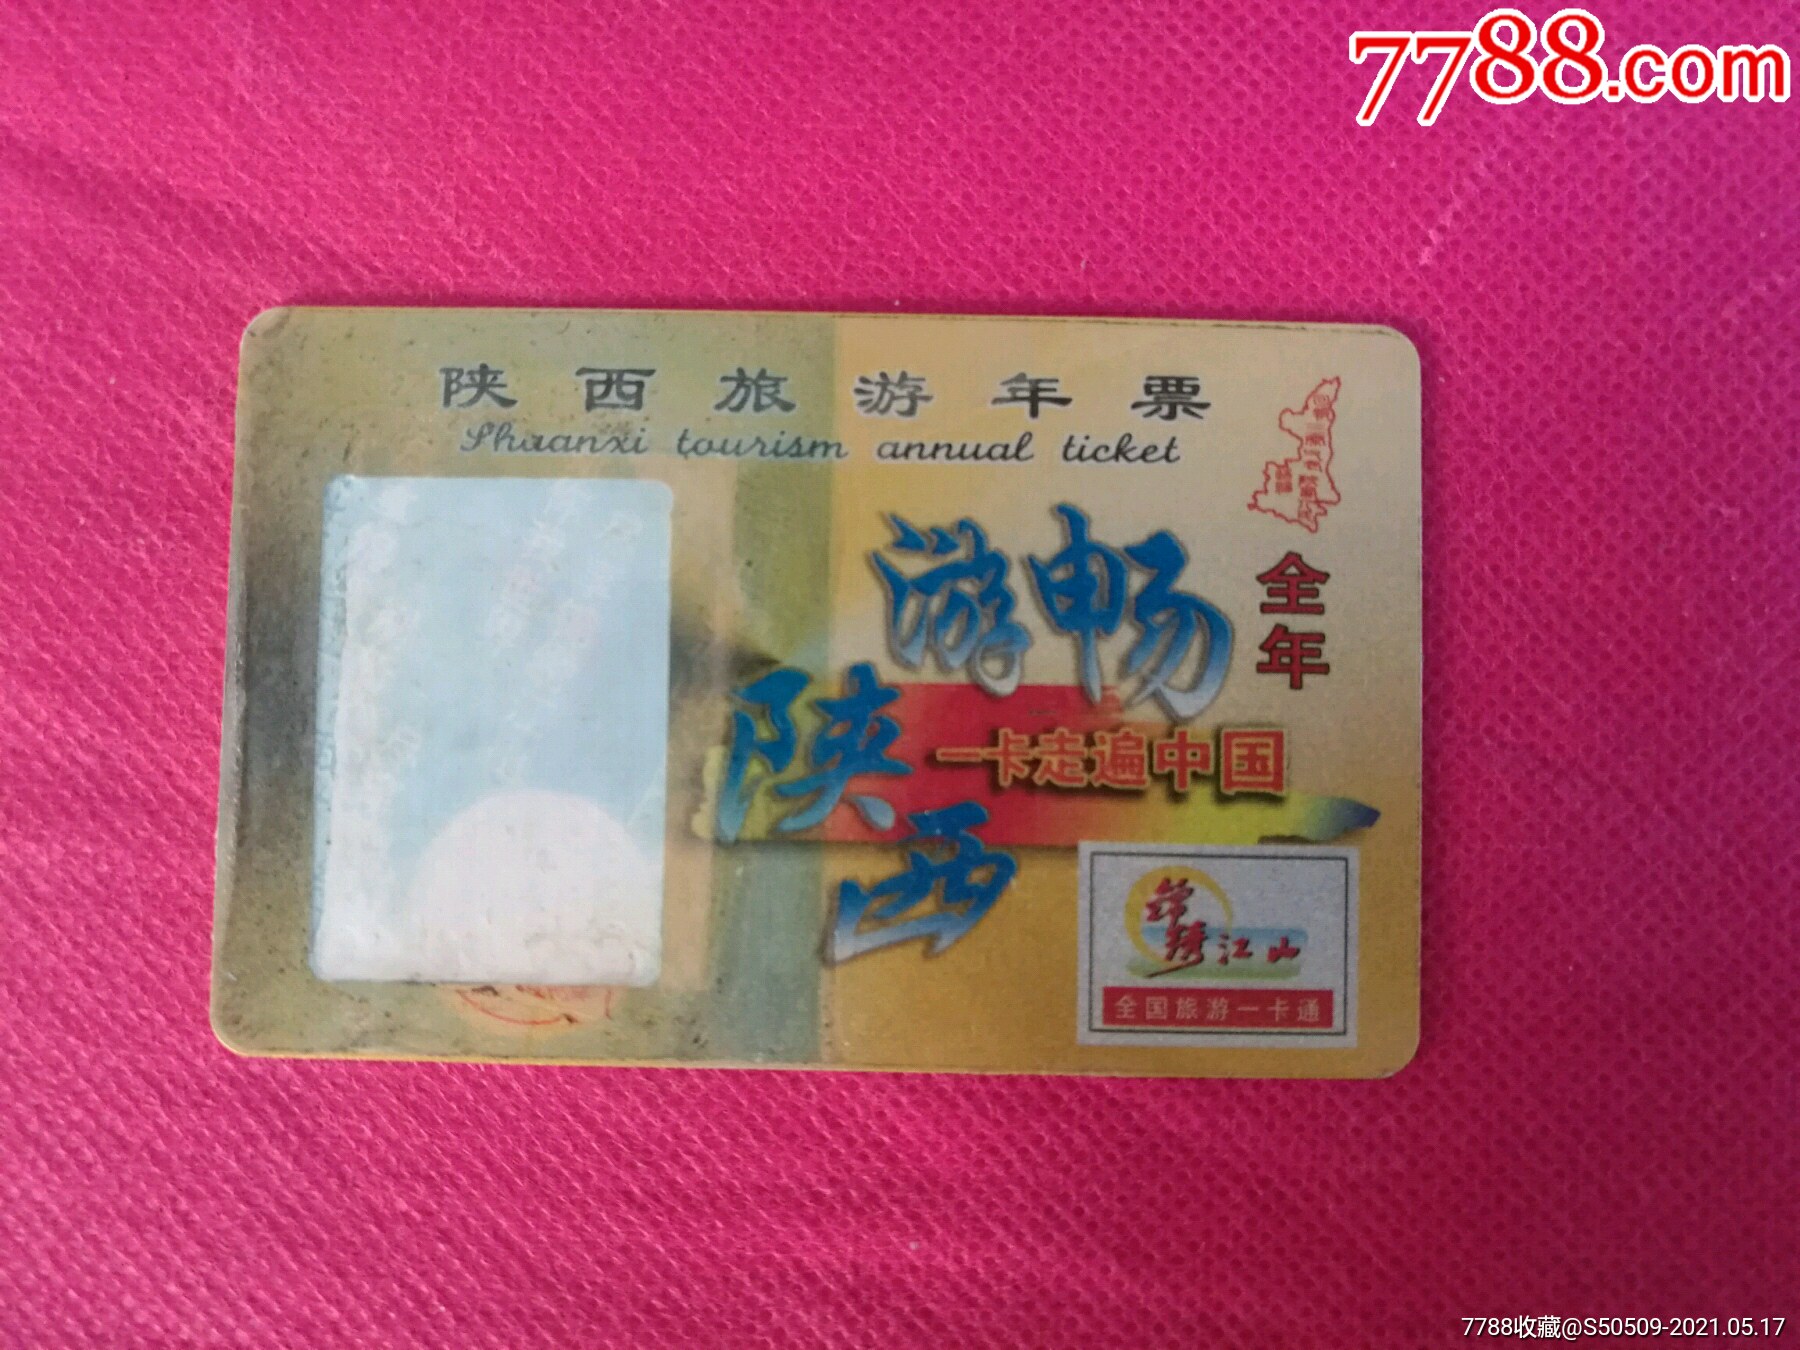 7788.com
陕西旅游年票
Shaanxi tourism annual ticket
全年
游畅
陕西
一卡走遍中国
锦绣江山
全国旅游一卡通
7788收藏@S50509-2021.05.17